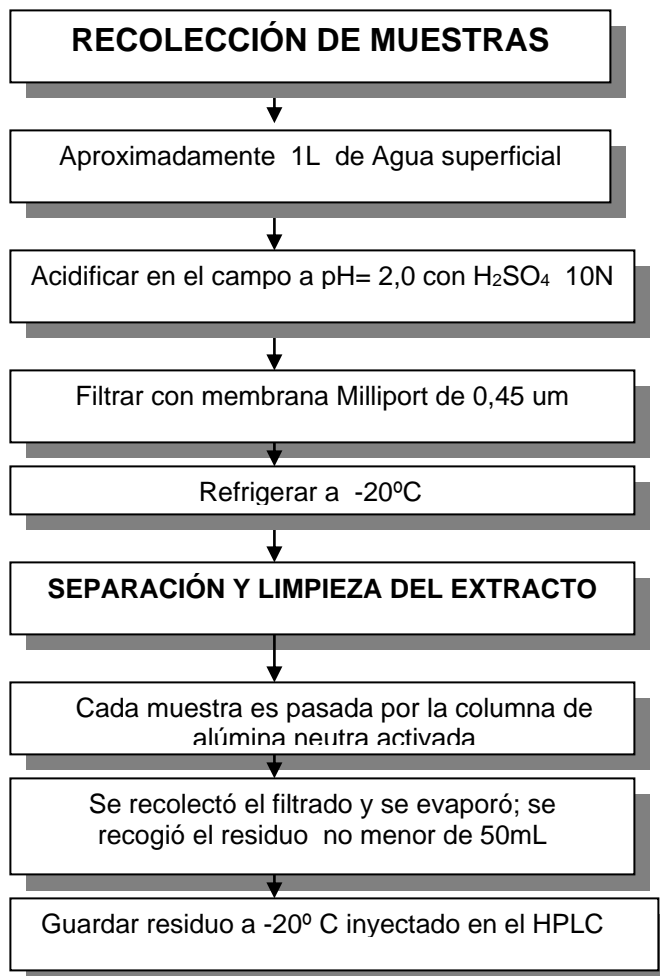 RECOLECCIÓN DE MUESTRAS
Aproximadamente 1L de Agua superficial
Acidificar en el campo a pH= 2,0 con H₂SO₄ 10N
Filtrar con membrana Milliport de 0,45 um
Refrigerar a -20ºC
SEPARACIÓN Y LIMPIEZA DEL EXTRACTO
Cada muestra es pasada por la columna de
alúmina neutra activada
Se recolectó el filtrado y se evaporó; se
recogió el residuo no menor de 50mL
Guardar residuo a -20º C inyectado en el HPLC